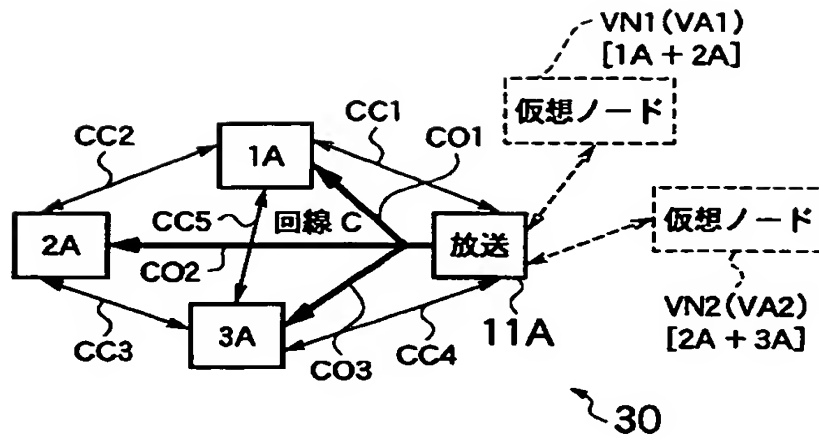 VN1(VA1)
[1A + 2A]
仮想ノード
CC1
CO1
CC2
1A
CC5
回線 C
放送
仮想ノード
2A
CO2
11A
VN2(VA2)
[2A + 3A]
3A
CC3
CO3
CC4
30